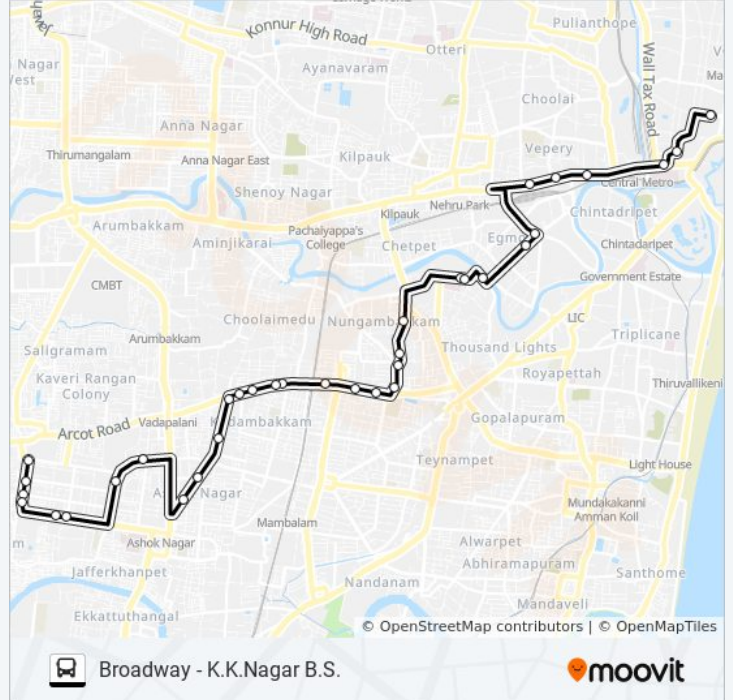 Konnur High Road
Otteri
Pulianthope
Ayanavaram
Wall Tax Road
Choolai
Anna Nagar
Vepery
Thirumangalam
Anna Nagar East
Kilpauk
Shenoy Nagar
Central Metro
Nehru Park
Kilpauk
Chintadripet
Arumbakkam
Pachaiyappa's
College
Aminjikarai
Chetpet
Egmo
Chintadaripet
CMBT
Government Estate
Choolaimedu
Nungambakkam
LIC
Arumbakkam
Thousand Lights
Triplicane
Saligramam
Royapettah
Kaveri Rangan
Colony
Thiruvallikeni
Arcot Road
Vadapalani
Kodambakkam
Gopalapuram
Teynampet
Light House
Nagar
Mambalam
Mundakakanni
Amman Koil
Ashok Nagar
Alwarpet
Abhiramapuram
Jafferkhanpet
Nandanam
Santhome
Ekkattuthangal
Mandaveli
© OpenStreetMap contributors | © OpenMapTiles
Broadway - K.K.Nagar B.S.
moovit